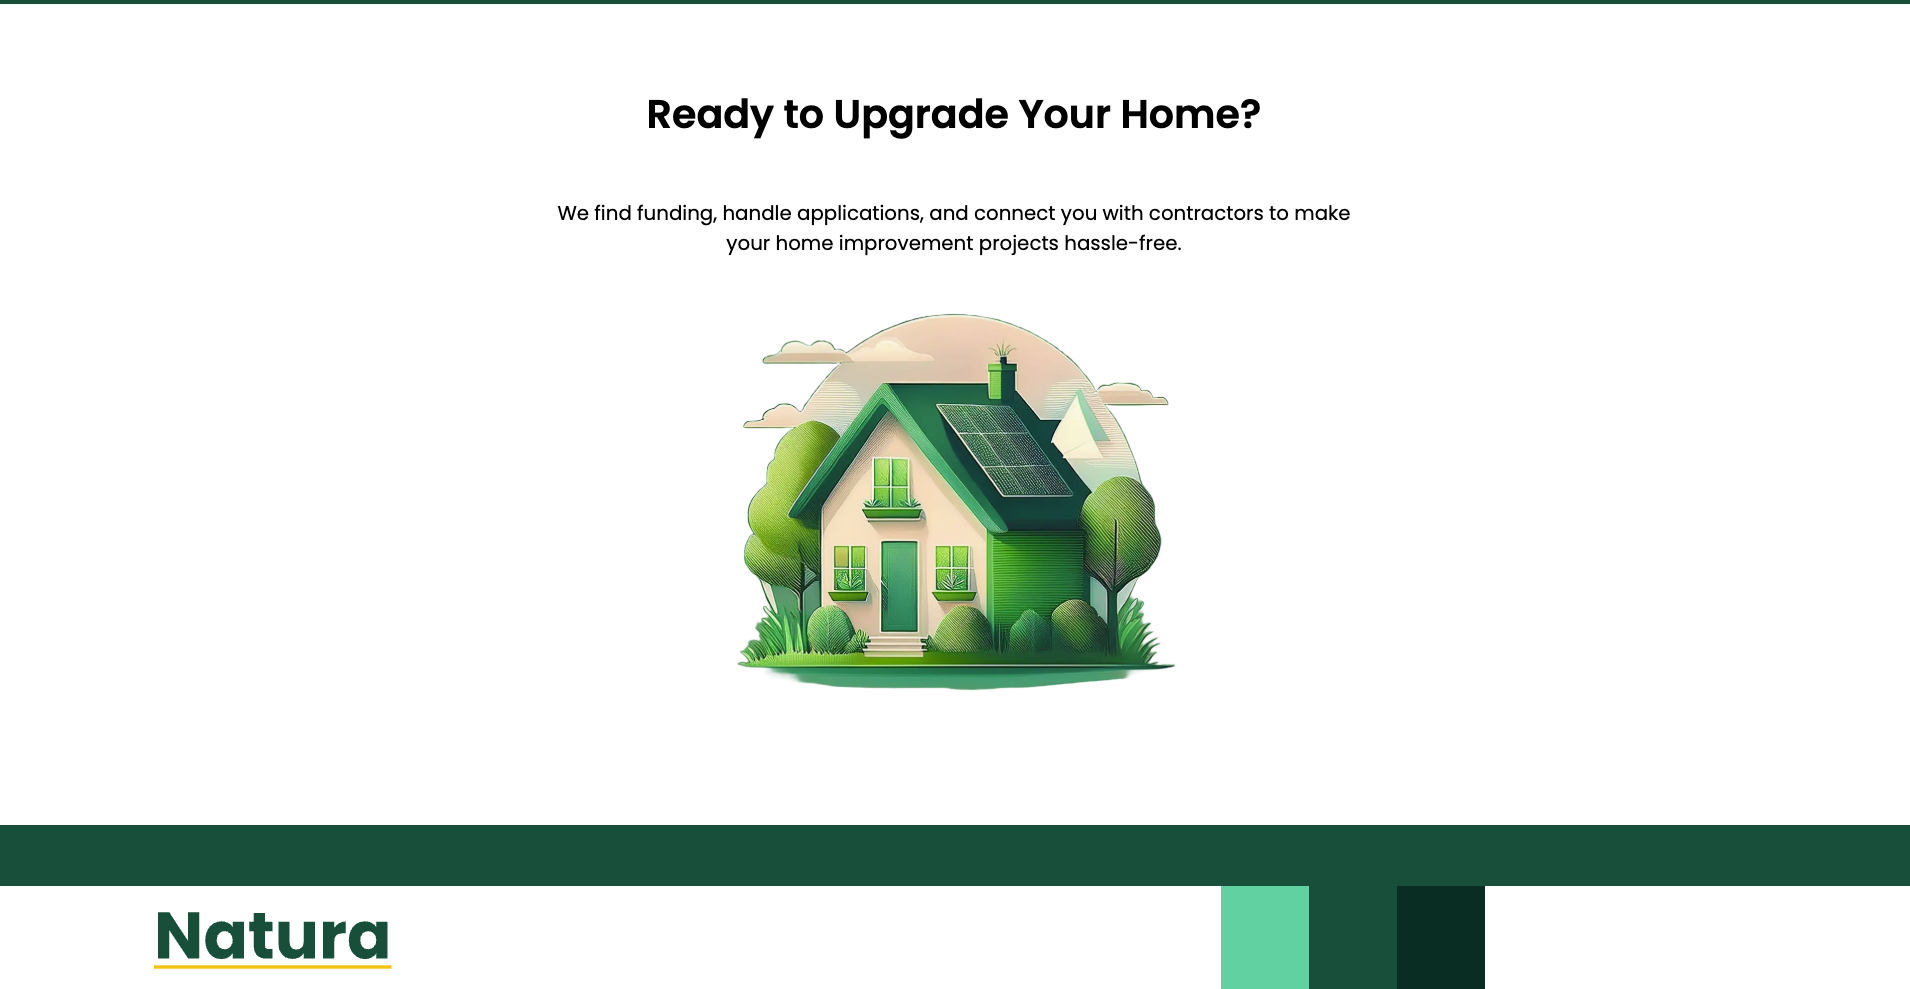 Ready to Upgrade Your Home?
We find funding, handle applications, and connect you with contractors to make
your home improvement projects hassle-free.
Natura